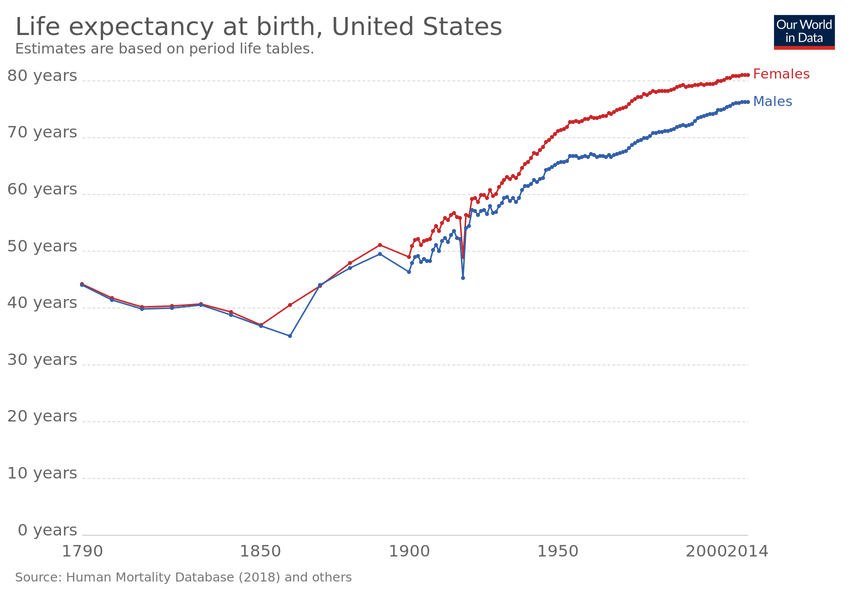 Life expectancy at birth, United States
Estimates are based on period life tables.
Our World
in Data
80 years
Females
Males
70 years
60 years
50 years
40 years
30 years
20 years
10 years
0 years
1790 1850 1900 1950 2000 2014
Source: Human Mortality Database (2018) and others